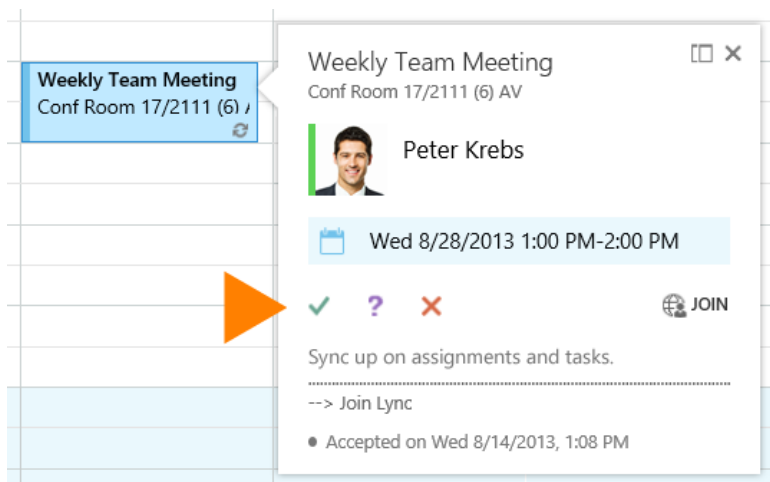 Weekly Team Meeting
Conf Room 17/2111 (6)
Weekly Team Meeting
Conf Room 17/2111 (6) AV
Peter Krebs
Wed 8/28/2013 1:00 PM-2:00 PM
? JOIN
Sync up on assignments and tasks.
--> Join Lync
• Accepted on Wed 8/14/2013, 1:08 PM